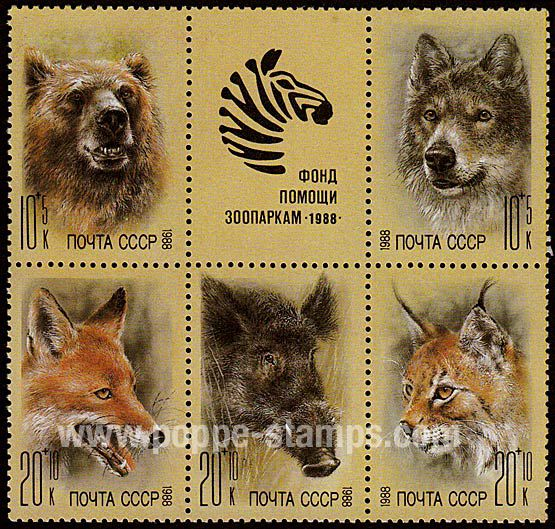 10+5 К
ПОЧТА СССР
1988
ФОНД
ПОМОЩИ
ЗООПАРКАМ ·1988·
1988
ПОЧТА СССР
10+5 К
www.poppe-stamps.com
20+10 К
ПОЧТА СССР
1988
20+10 К
ПОЧТА СССР
1988
1988
ПОЧТА СССР
20+10 К